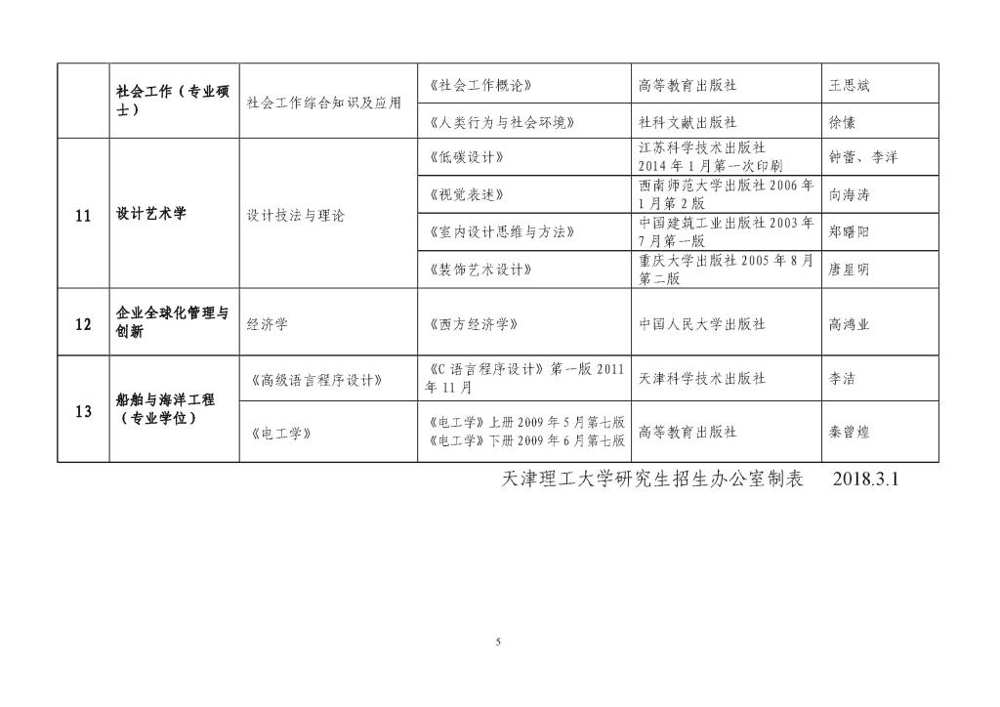 社会工作（专业硕
士）
社会工作综合知识及应用
《社会工作概论》
高等教育出版社
王思斌
《人类行为与社会环境》
社科文献出版社
徐愫
11
设计艺术学
设计技法与理论
《低碳设计》
江苏科学技术出版社
2014 年 1 月第一次印刷
钟蕾、李洋
《视觉表述》
西南师范大学出版社 2006 年
1 月第 2 版
向海涛
《室内设计思维与方法》
中国建筑工业出版社 2003 年
7 月第一版
郑曙阳
《装饰艺术设计》
重庆大学出版社 2005 年 8 月
第二版
唐星明
12
企业全球化管理与
创新
经济学
《西方经济学》
中国人民大学出版社
高鸿业
13
船舶与海洋工程
（专业学位）
《高级语言程序设计》
《C 语言程序设计》第一版 2011
年 11 月
天津科学技术出版社
李洁
《电工学》
《电工学》上册 2009 年 5 月第七版
《电工学》下册 2009 年 6 月第七版
高等教育出版社
秦曾煌
天津理工大学研究生招生办公室制表 2018.3.1
5